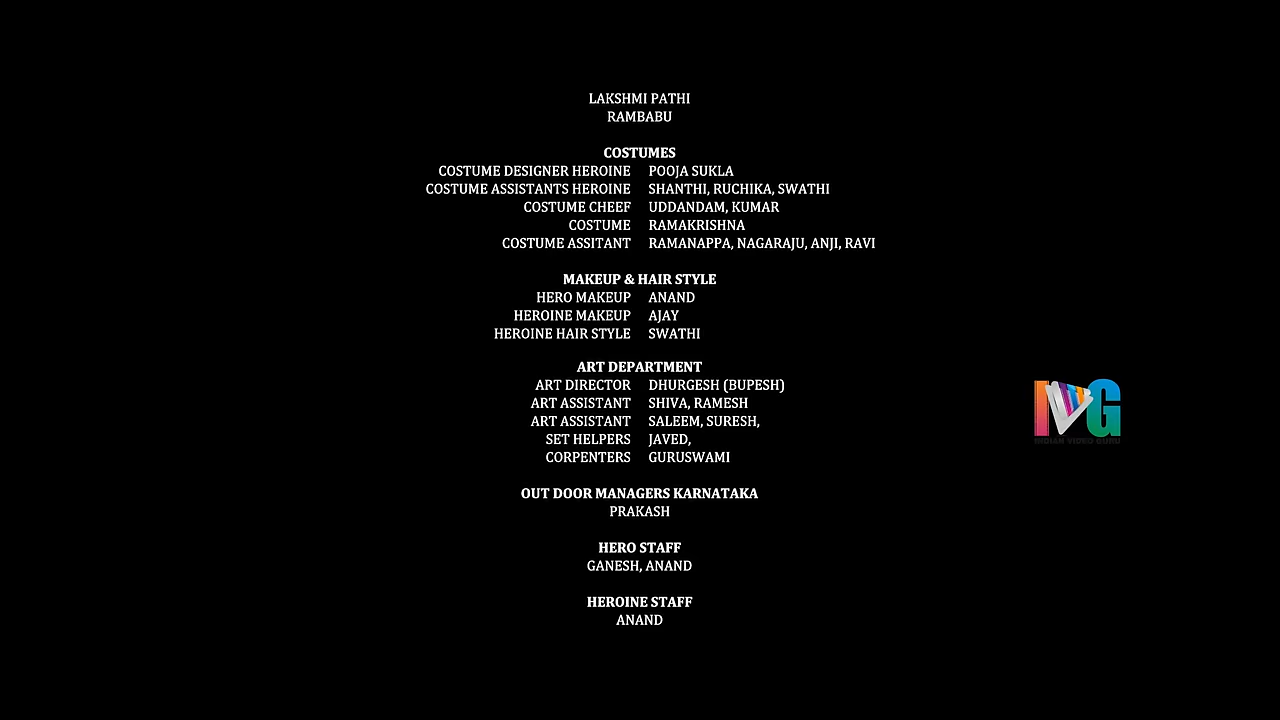 LAKSHMI PATHI
RAMBABU
COSTUMES
COSTUME DESIGNER HEROINE POOJA SUKLA
COSTUME ASSISTANTS HEROINE SHANTHI, RUCHIKA, SWATHI
COSTUME CHEEF UDDANDAM, KUMAR
COSTUME RAMAKRISHNA
COSTUME ASSITANT RAMANAPPA, NAGARAJU, ANJI, RAVI
MAKEUP & HAIR STYLE
HERO MAKEUP ANAND
HEROINE MAKEUP AJAY
HEROINE HAIR STYLE SWATHI
ART DEPARTMENT
ART DIRECTOR DHURGESH (BUPESH)
ART ASSISTANT SHIVA, RAMESH
ART ASSISTANT SALEEM, SURESH,
SET HELPERS JAVED,
CORPENTERS GURUSWAMI
OUT DOOR MANAGERS KARNATAKA
PRAKASH
HERO STAFF
GANESH, ANAND
HEROINE STAFF
ANAND
IVG
INDIAN VIDEO GURU